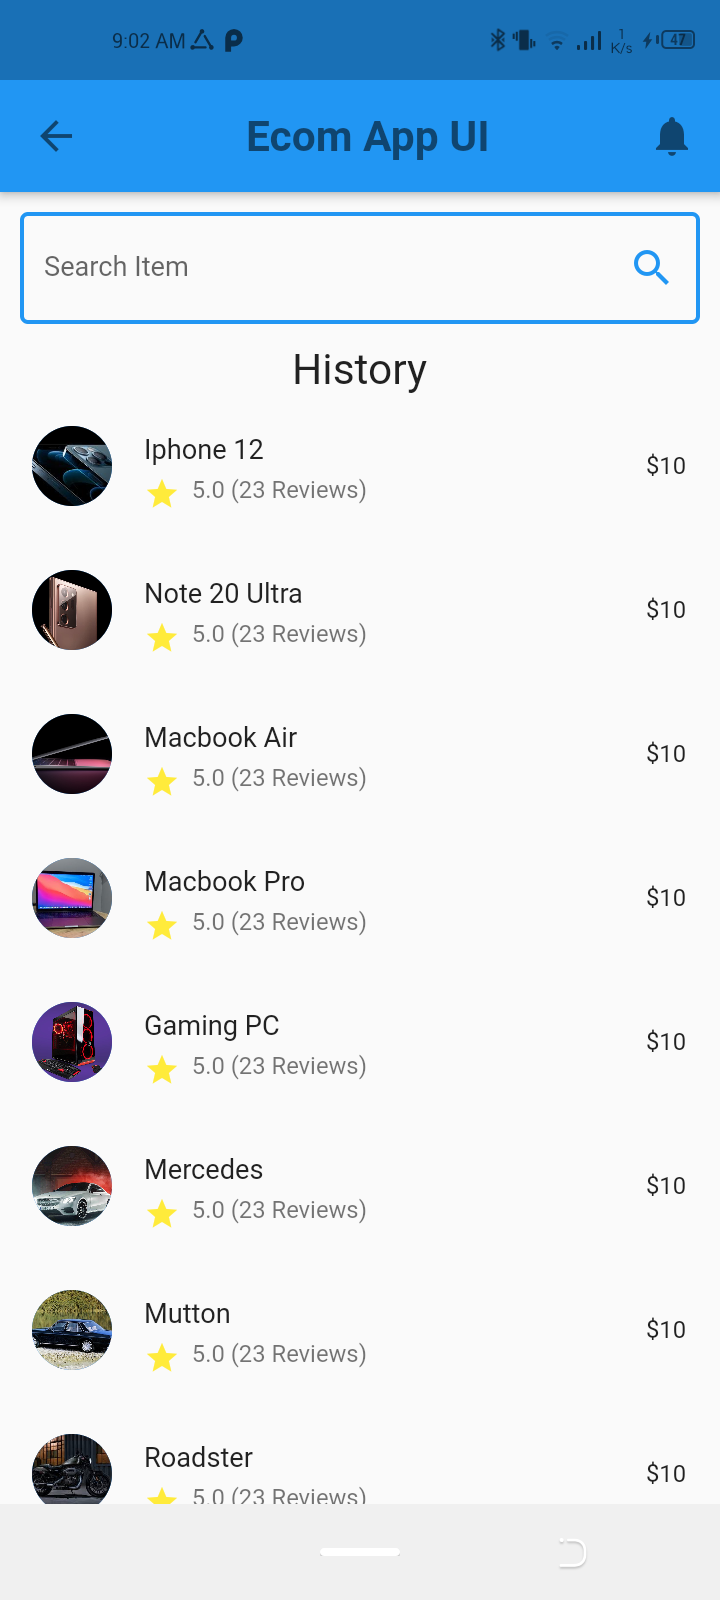 9:02 AM
1
K/s
47
Ecom App UI
Search Item
History
Iphone 12
5.0 (23 Reviews)
$10
Note 20 Ultra
5.0 (23 Reviews)
$10
Macbook Air
5.0 (23 Reviews)
$10
Macbook Pro
5.0 (23 Reviews)
$10
Gaming PC
5.0 (23 Reviews)
$10
Mercedes
5.0 (23 Reviews)
$10
Mutton
5.0 (23 Reviews)
$10
Roadster
5.0 (23 Reviews)
$10